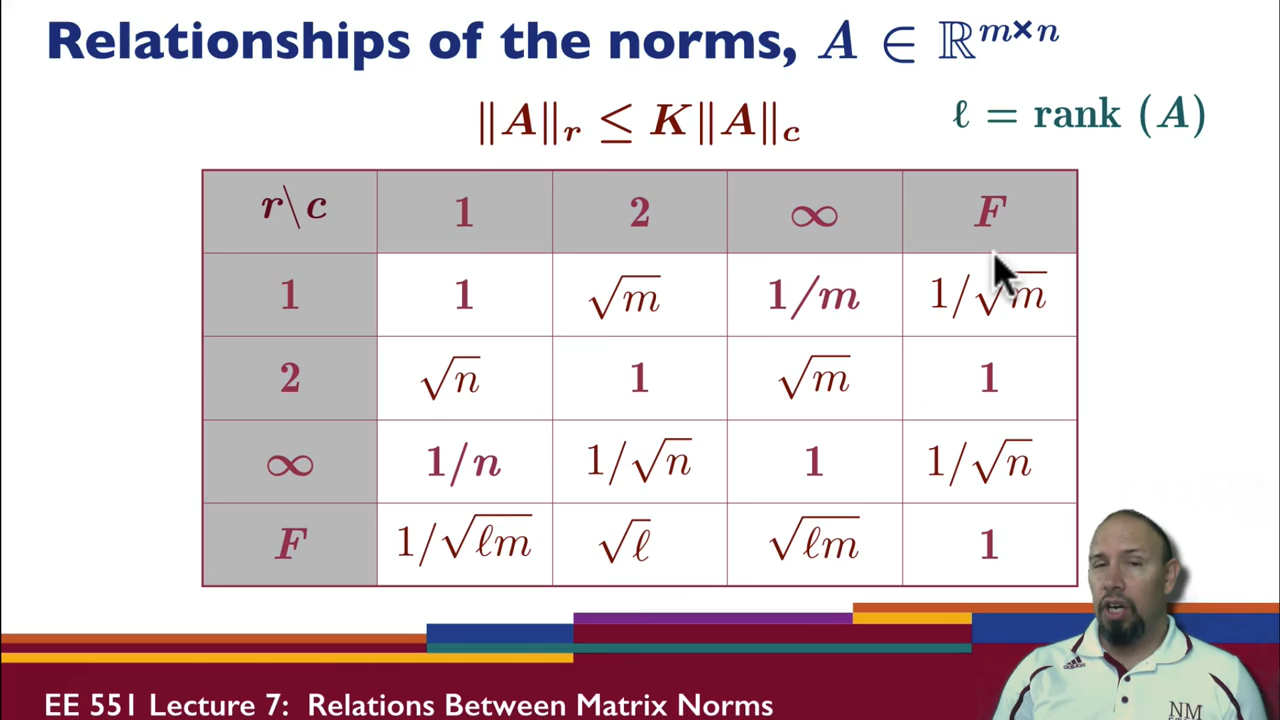 Relationships of the norms, A ∈ ℝ^{m×n}
‖A‖_r ≤ K‖A‖_c
ℓ = rank (A)
r\c 1 2 ∞ F
1 1 √m 1/m 1/√m
2 √n 1 √m 1
∞ 1/n 1/√n 1 1/√n
F 1/√ℓm √ℓ √ℓm 1
NM
EE 551 Lecture 7: Relations Between Matrix Norms